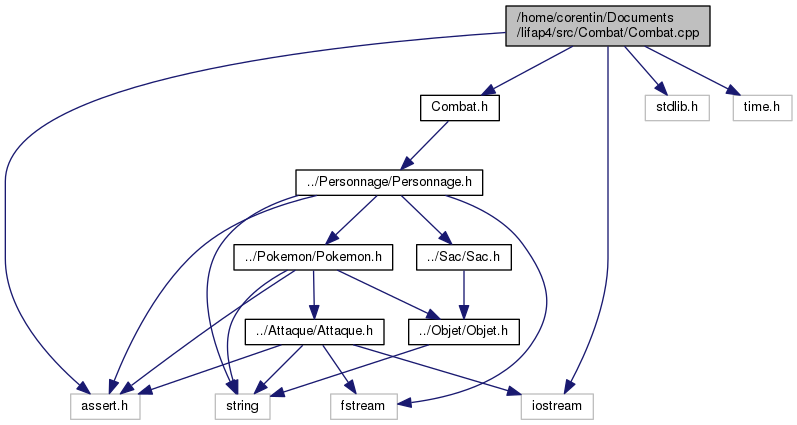 /home/corentin/Documents
/lifap4/src/Combat/Combat.cpp
Combat.h
stdlib.h
time.h
../Personnage/Personnage.h
../Pokemon/Pokemon.h
../Sac/Sac.h
../Attaque/Attaque.h
../Objet/Objet.h
assert.h
string
fstream
iostream